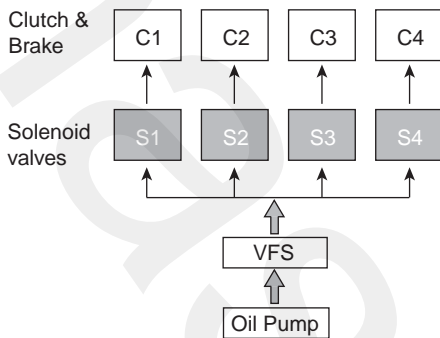 Clutch &
Brake
C1 C2 C3 C4
Solenoid
valves
S1 S2 S3 S4
VFS
Oil Pump